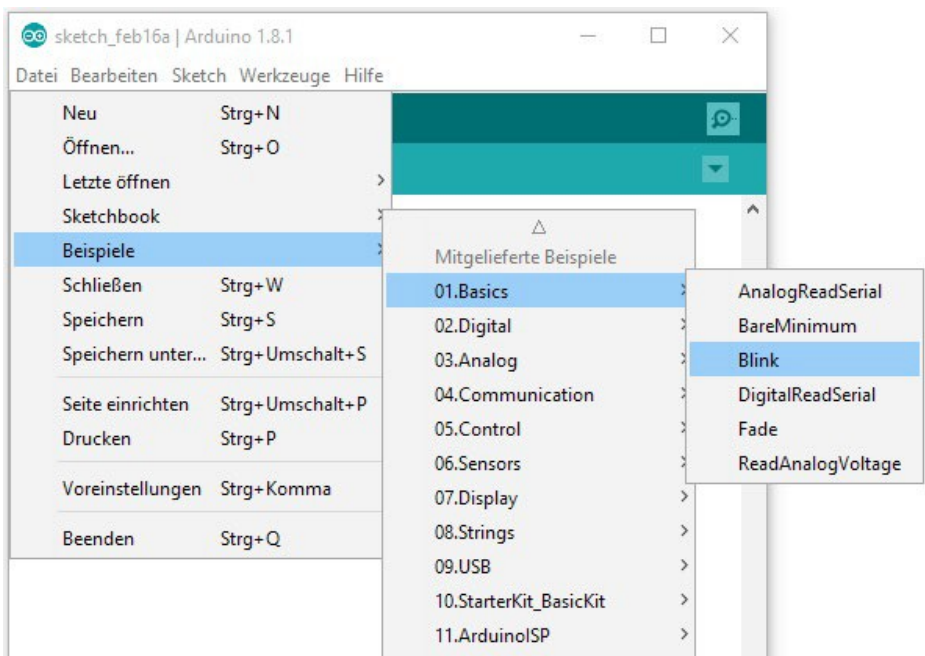 sketch_feb16a | Arduino 1.8.1
Datei Bearbeiten Sketch Werkzeuge Hilfe
Neu Strg+N
Öffnen... Strg+O
Letzte öffnen
Sketchbook
Beispiele
Schließen Strg+W
Speichern Strg+S
Speichern unter... Strg+Umschalt+S
Seite einrichten Strg+Umschalt+P
Drucken Strg+P
Voreinstellungen Strg+Komma
Beenden Strg+Q
Mitgelieferte Beispiele
01.Basics
02.Digital
03.Analog
04.Communication
05.Control
06.Sensors
07.Display
08.Strings
09.USB
10.StarterKit_BasicKit
11.ArduinoISP
AnalogReadSerial
BareMinimum
Blink
DigitalReadSerial
Fade
ReadAnalogVoltage